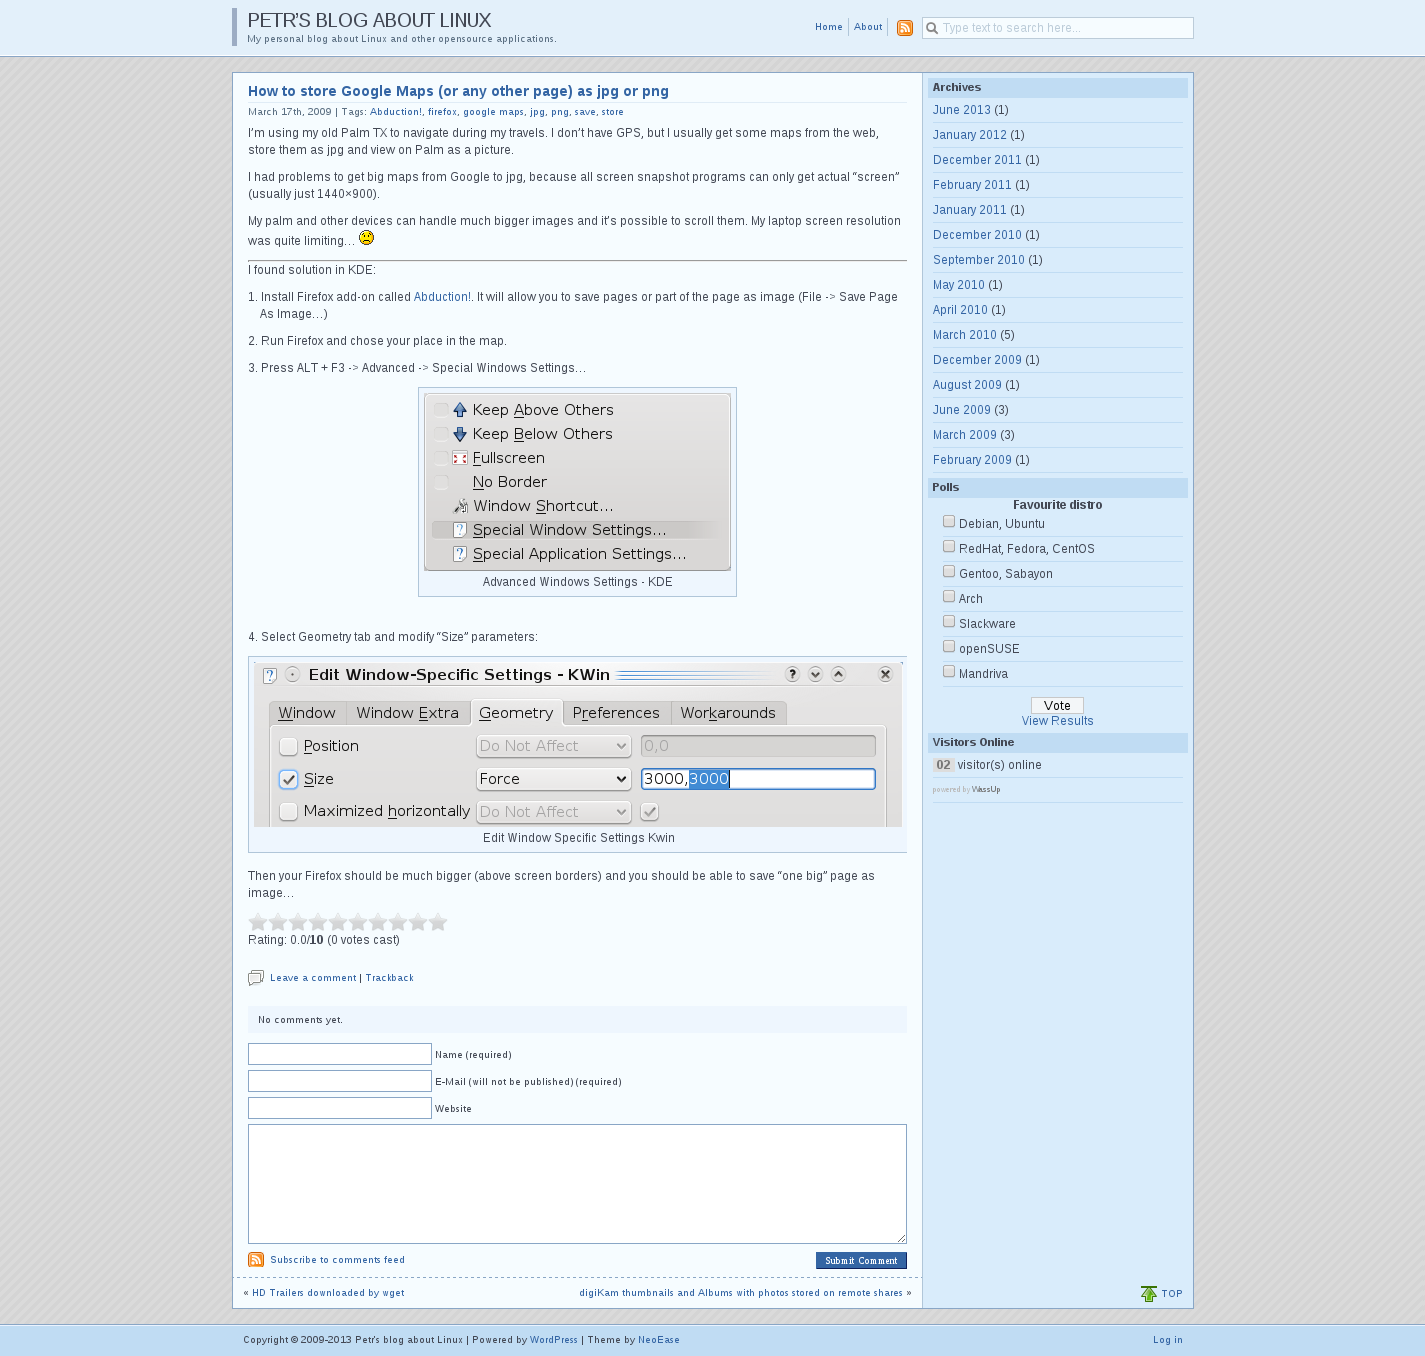 PETR'S BLOG ABOUT LINUX
My personal blog about Linux and other opensource applications.
Home
About
Type text to search here...
How to store Google Maps (or any other page) as jpg or png
March 17th, 2009 | Tags: Abduction!, firefox, google maps, jpg, png, save, store
I'm using my old Palm TX to navigate during my travels. I don't have GPS, but I usually get some maps from the web,
store them as jpg and view on Palm as a picture.
I had problems to get big maps from Google to jpg, because all screen snapshot programs can only get actual “screen”
(usually just 1440×900).
My palm and other devices can handle much bigger images and it's possible to scroll them. My laptop screen resolution
was quite limiting…
I found solution in KDE:
1. Install Firefox add-on called Abduction!. It will allow you to save pages or part of the page as image (File -> Save Page
As Image…)
2. Run Firefox and chose your place in the map.
3. Press ALT + F3 -> Advanced -> Special Windows Settings…
Keep Above Others
Keep Below Others
Fullscreen
No Border
Window Shortcut...
Special Window Settings...
Special Application Settings...
Advanced Windows Settings - KDE
4. Select Geometry tab and modify “Size” parameters:
Edit Window-Specific Settings - KWin
Window
Window Extra
Geometry
Preferences
Workarounds
Position
Do Not Affect
0,0
Size
Force
3000,3000
Maximized horizontally
Do Not Affect
Edit Window Specific Settings Kwin
Then your Firefox should be much bigger (above screen borders) and you should be able to save “one big” page as
image…
Rating: 0.0/10 (0 votes cast)
Leave a comment | Trackback
No comments yet.
Name (required)
E-Mail (will not be published) (required)
Website
Subscribe to comments feed
Submit Comment
« HD Trailers downloaded by wget
digiKam thumbnails and Albums with photos stored on remote shares »
Archives
June 2013 (1)
January 2012 (1)
December 2011 (1)
February 2011 (1)
January 2011 (1)
December 2010 (1)
September 2010 (1)
May 2010 (1)
April 2010 (1)
March 2010 (5)
December 2009 (1)
August 2009 (1)
June 2009 (3)
March 2009 (3)
February 2009 (1)
Polls
Favourite distro
Debian, Ubuntu
RedHat, Fedora, CentOS
Gentoo, Sabayon
Arch
Slackware
openSUSE
Mandriva
Vote
View Results
Visitors Online
02 visitor(s) online
powered by WassUp
TOP
Copyright © 2009-2013 Petr's blog about Linux | Powered by WordPress | Theme by NeoEase
Log in